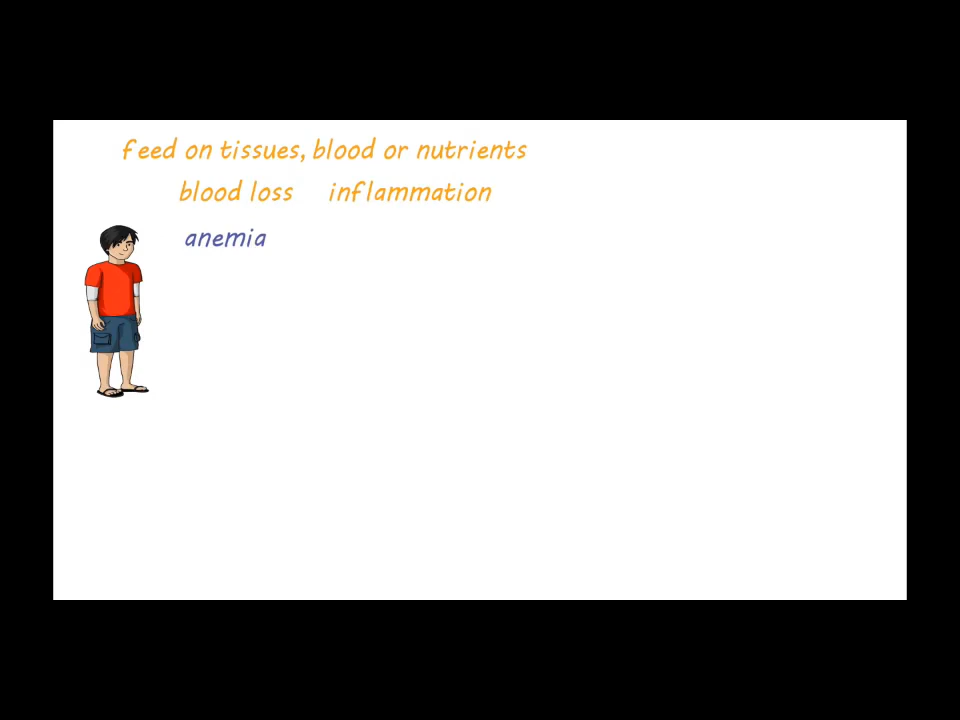 feed on tissues, blood or nutrients
blood loss inflammation
anemia